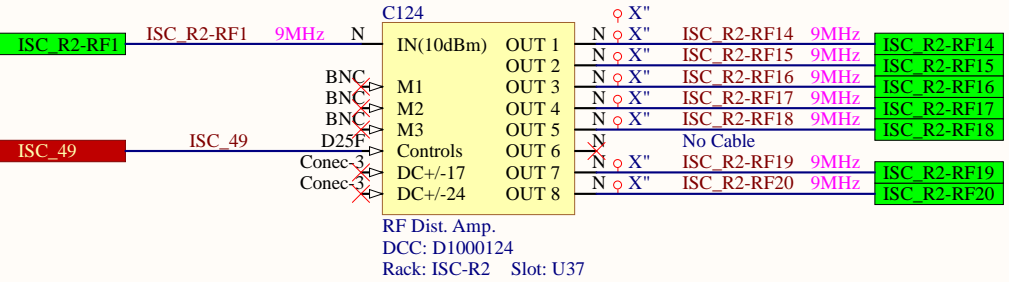 C124 X"
ISC_R2-RF1 ISC_R2-RF1 9MHz N IN(10dBm) OUT 1 N X" ISC_R2-RF14 9MHz ISC_R2-RF14
OUT 2 N X" ISC_R2-RF15 9MHz ISC_R2-RF15
BNC M1 OUT 3 N X" ISC_R2-RF16 9MHz ISC_R2-RF16
BNC M2 OUT 4 N X" ISC_R2-RF17 9MHz ISC_R2-RF17
BNC M3 OUT 5 N X" ISC_R2-RF18 9MHz ISC_R2-RF18
ISC_49 ISC_49 D25F Controls OUT 6 N No Cable
Conec-3 DC+/-17 OUT 7 N X" ISC_R2-RF19 9MHz ISC_R2-RF19
Conec-3 DC+/-24 OUT 8 N X" ISC_R2-RF20 9MHz ISC_R2-RF20
RF Dist. Amp.
DCC: D1000124
Rack: ISC-R2 Slot: U37